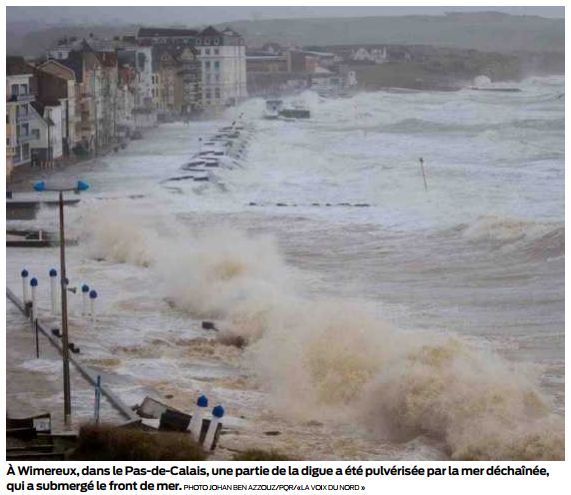 À Wimereux, dans le Pas-de-Calais, une partie de la digue a été pulvérisée par la mer déchaînée,
qui a submergé le front de mer. PHOTO JOHAN BEN AZZOUZ/PQR/«LA VOIX DU NORD »